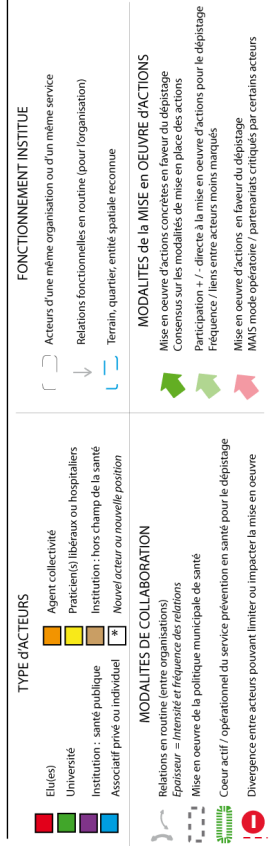 TYPE d'ACTEURS
Elu(es)
Université
Institution : santé publique
Associatif privé ou individuel
Agent collectivité
Praticien(s) libéraux ou hospitaliers
Institution : hors champ de la santé
* Nouvel acteur ou nouvelle position
FONCTIONNEMENT INSTITUE
Acteurs d'une même organisation ou d'un même service
Relations fonctionnelles en routine (pour l'organisation)
Terrain, quartier, entité spatiale reconnue
MODALITES DE COLLABORATION
Relations en routine (entre organisations)
Epaisseur = Intensité et fréquence des relations
Mise en oeuvre de la politique municipale de santé
Coeur actif / opérationnel du service prévention en santé pour le dépistage
Divergence entre acteurs pouvant limiter ou impacter la mise en oeuvre
MODALITES de la MISE en OEUVRE d'ACTIONS
Mise en oeuvre d'actions concrètes en faveur du dépistage
Consensus sur les modalités de mise en place des actions
Participation + / - directe à la mise en oeuvre d'actions pour le dépistage
Fréquence / liens entre acteurs moins marqués
Mise en oeuvre d'actions en faveur du dépistage
MAIS mode opératoire / partenariats critiqués par certains acteurs